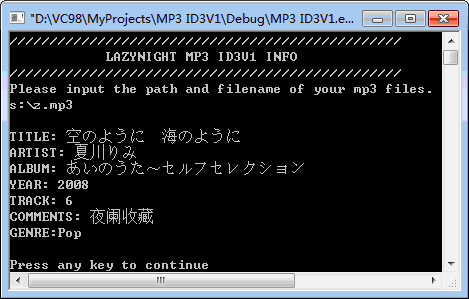 "D:\VC98\MyProjects\MP3 ID3V1\Debug\MP3 ID3V1.e...
/////////////////////////////////////////////////
LAZYNIGHT MP3 ID3V1 INFO
/////////////////////////////////////////////////
Please input the path and filename of your mp3 files.
s:\z.mp3
TITLE: 空のように　海のように
ARTIST: 夏川りみ
ALBUM: あいのうた～セルフセレクション
YEAR: 2008
TRACK: 6
COMMENTS: 夜阑收藏
GENRE:Pop
Press any key to continue